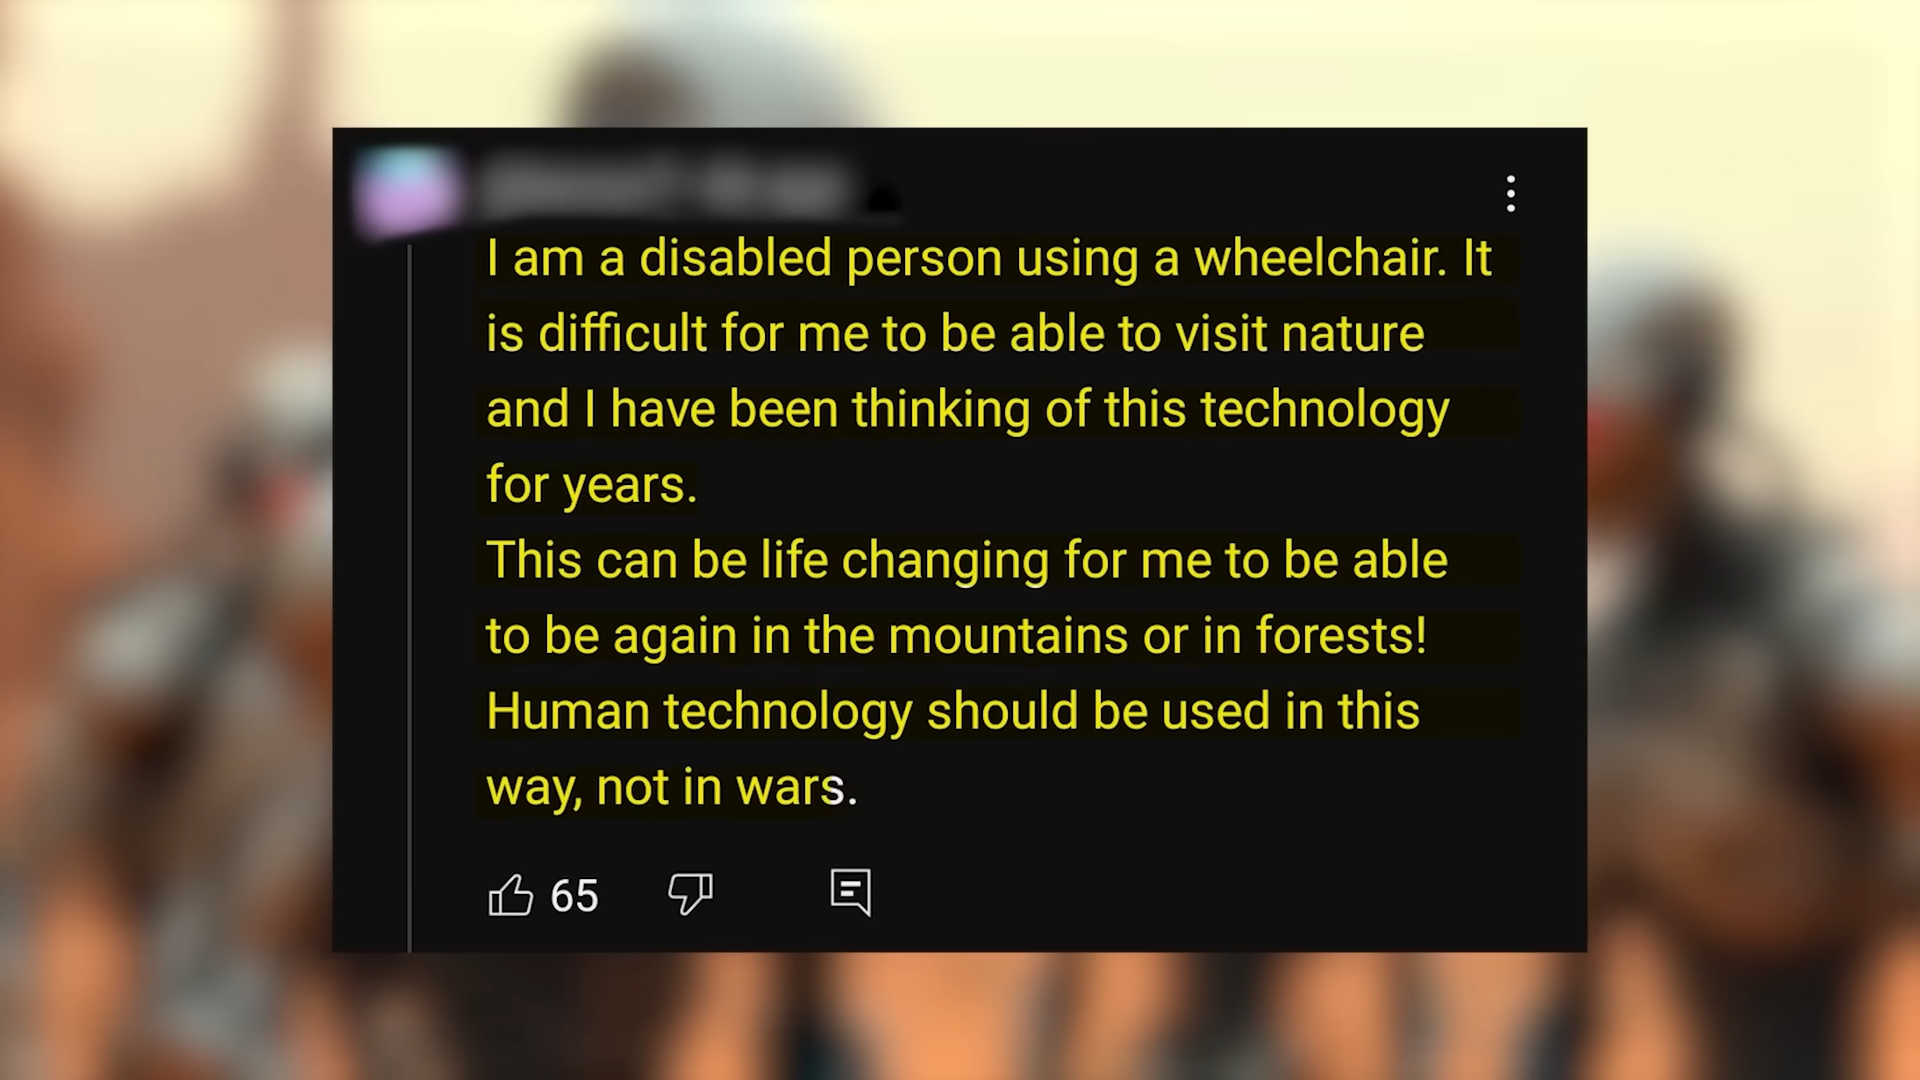 I am a disabled person using a wheelchair. It
is difficult for me to be able to visit nature
and I have been thinking of this technology
for years.
This can be life changing for me to be able
to be again in the mountains or in forests!
Human technology should be used in this
way, not in wars.
65